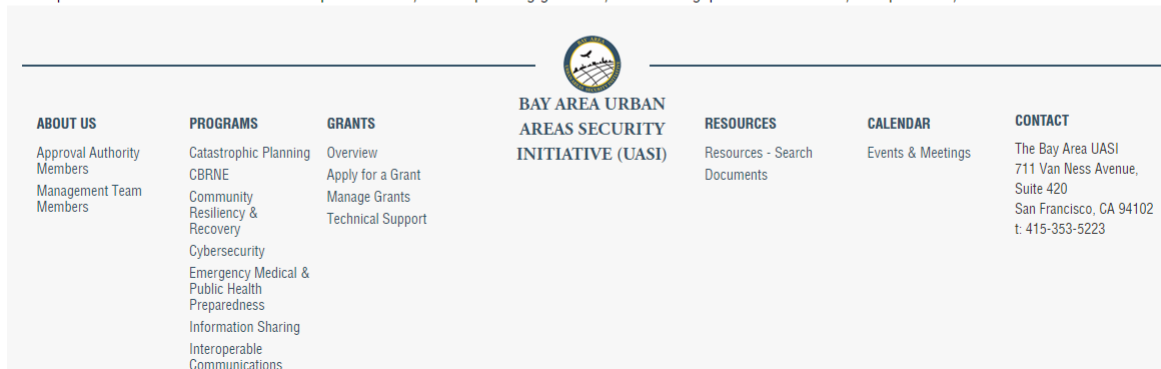 ABOUT US
Approval Authority
Members
Management Team
Members
PROGRAMS
Catastrophic Planning
CBRNE
Community
Resiliency &
Recovery
Cybersecurity
Emergency Medical &
Public Health
Preparedness
Information Sharing
Interoperable
Communications
GRANTS
Overview
Apply for a Grant
Manage Grants
Technical Support
BAY AREA URBAN
AREAS SECURITY
INITIATIVE (UASI)
RESOURCES
Resources - Search
Documents
CALENDAR
Events & Meetings
CONTACT
The Bay Area UASI
711 Van Ness Avenue,
Suite 420
San Francisco, CA 94102
t: 415-353-5223